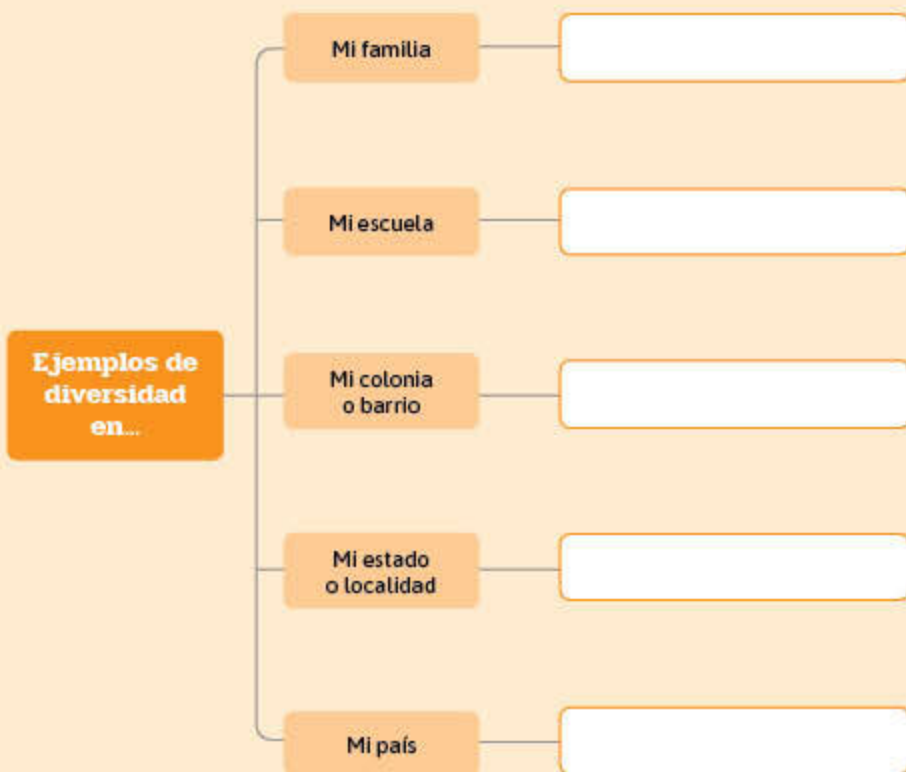 Mi familia
Mi escuela
Ejemplos de
diversidad
en...
Mi colonia
o barrio
Mi estado
o localidad
Mi país